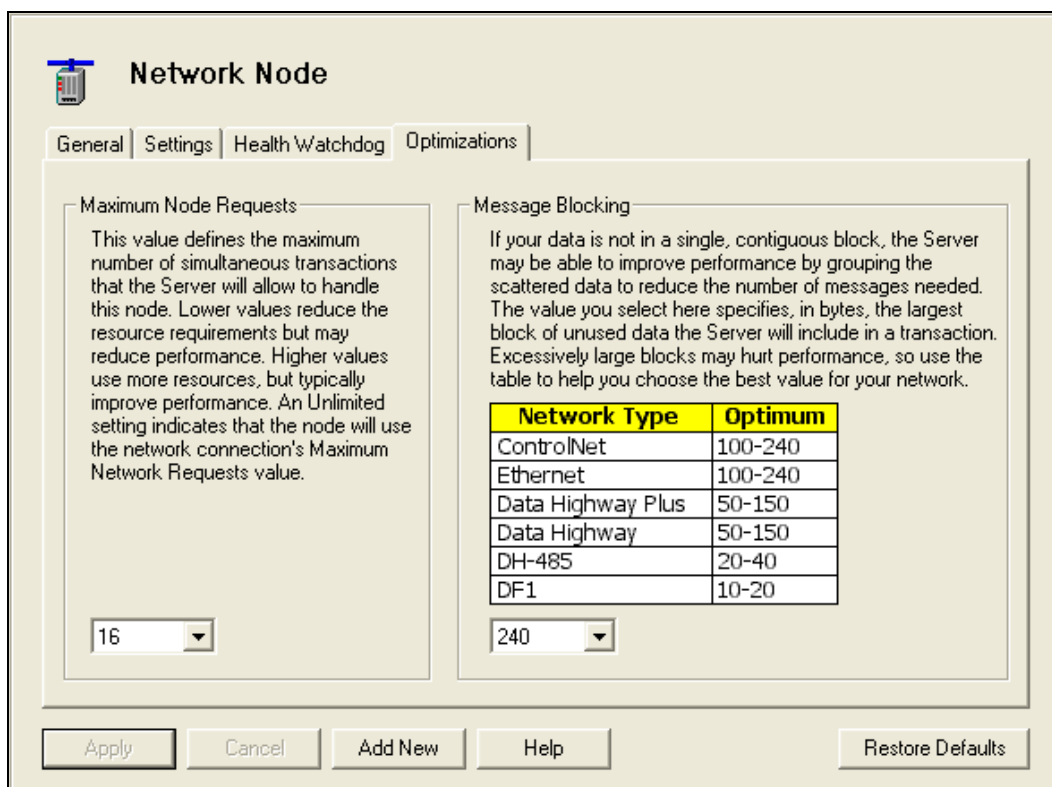 Network Node
General Settings Health Watchdog Optimizations
Maximum Node Requests
This value defines the maximum
number of simultaneous transactions
that the Server will allow to handle
this node. Lower values reduce the
resource requirements but may
reduce performance. Higher values
use more resources, but typically
improve performance. An Unlimited
setting indicates that the node will use
the network connection's Maximum
Network Requests value.
16
Message Blocking
If your data is not in a single, contiguous block, the Server
may be able to improve performance by grouping the
scattered data to reduce the number of messages needed.
The value you select here specifies, in bytes, the largest
block of unused data the Server will include in a transaction.
Excessively large blocks may hurt performance, so use the
table to help you choose the best value for your network.
Network Type Optimum
ControlNet 100-240
Ethernet 100-240
Data Highway Plus 50-150
Data Highway 50-150
DH-485 20-40
DF1 10-20
240
Apply Cancel Add New Help Restore Defaults